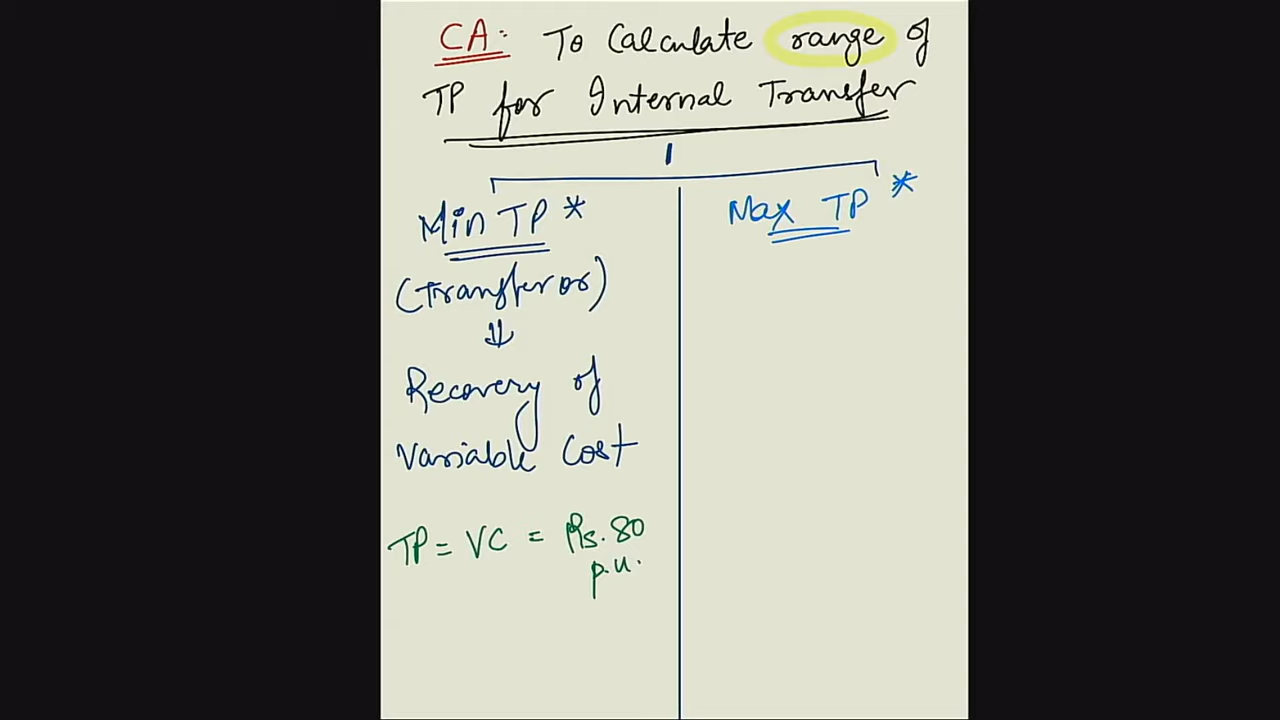 CA: To Calculate range of
TP for Internal Transfer
Min TP *
(Transferor)
⇓
Recovery of
Variable Cost
TP = VC = Rs. 80
p.u.
Max TP *